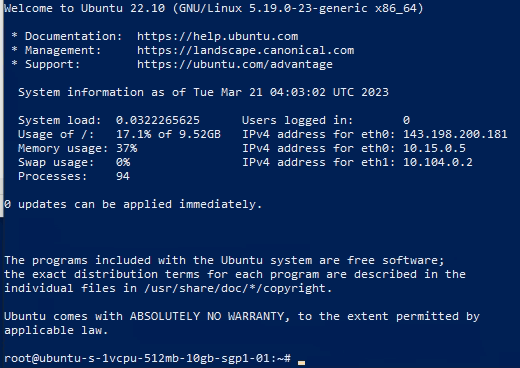 Welcome to Ubuntu 22.10 (GNU/Linux 5.19.0-23-generic x86_64)
* Documentation:  https://help.ubuntu.com
* Management:     https://landscape.canonical.com
* Support:        https://ubuntu.com/advantage
System information as of Tue Mar 21 04:03:02 UTC 2023
System load:  0.0322265625      Users logged in:       0
Usage of /:   17.1% of 9.52GB   IPv4 address for eth0: 143.198.200.181
Memory usage: 37%               IPv4 address for eth0: 10.15.0.5
Swap usage:   0%                IPv4 address for eth1: 10.104.0.2
Processes:    94
0 updates can be applied immediately.
The programs included with the Ubuntu system are free software;
the exact distribution terms for each program are described in the
individual files in /usr/share/doc/*/copyright.
Ubuntu comes with ABSOLUTELY NO WARRANTY, to the extent permitted by
applicable law.
root@ubuntu-s-1vcpu-512mb-10gb-sgp1-01:~#